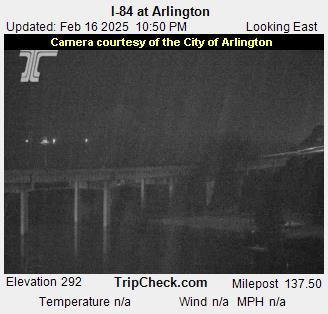 I-84 at Arlington
Updated: Feb 16 2025 10:50 PM Looking East
Camera courtesy of the City of Arlington
Elevation 292 TripCheck.com Milepost 137.50
Temperature n/a Wind n/a MPH n/a